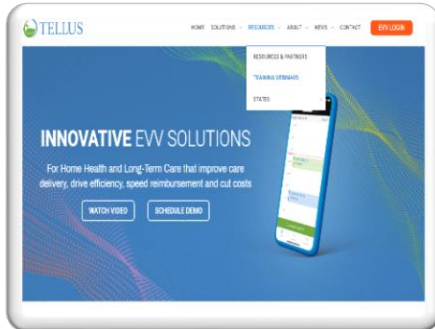 TELLUS
HOME SOLUTIONS RESOURCES ABOUT NEWS CONTACT EVV LOGIN
RESOURCES & PARTNERS
TRAINING WEBINARS
STATES
INNOVATIVE EVV SOLUTIONS
For Home Health and Long-Term Care that improve care
delivery, drive efficiency, speed reimbursement and cut costs
WATCH VIDEO SCHEDULE DEMO